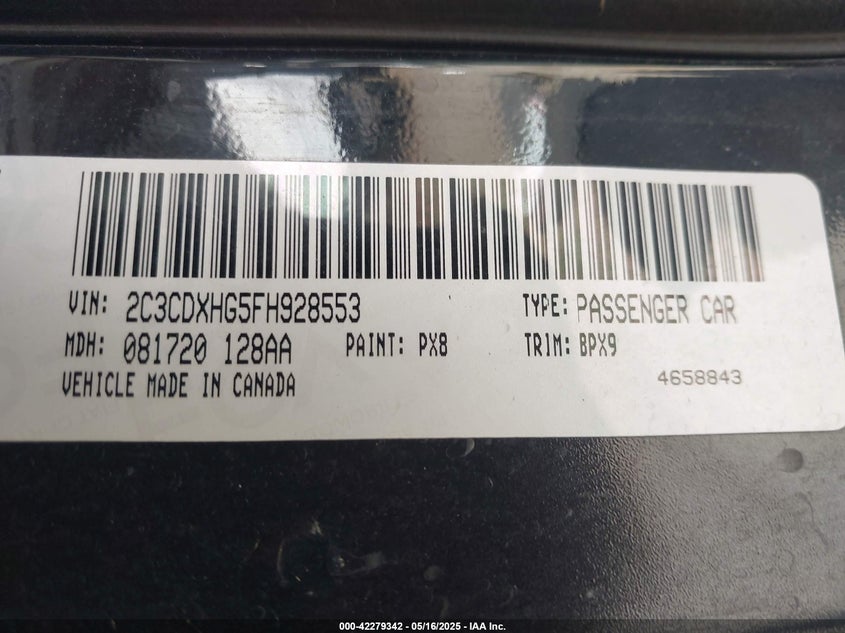 VIN: 2C3CDXHG5FH928553 TYPE: PASSENGER CAR
MDH: 081720 128AA PAINT: PX8 TRIM: BPX9
VEHICLE MADE IN CANADA 4658843
000-42279342 - 05/16/2025 - IAA Inc.